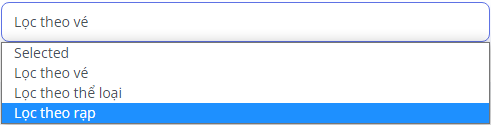 Lọc theo vé
Selected
Lọc theo vé
Lọc theo thể loại
Lọc theo rạp